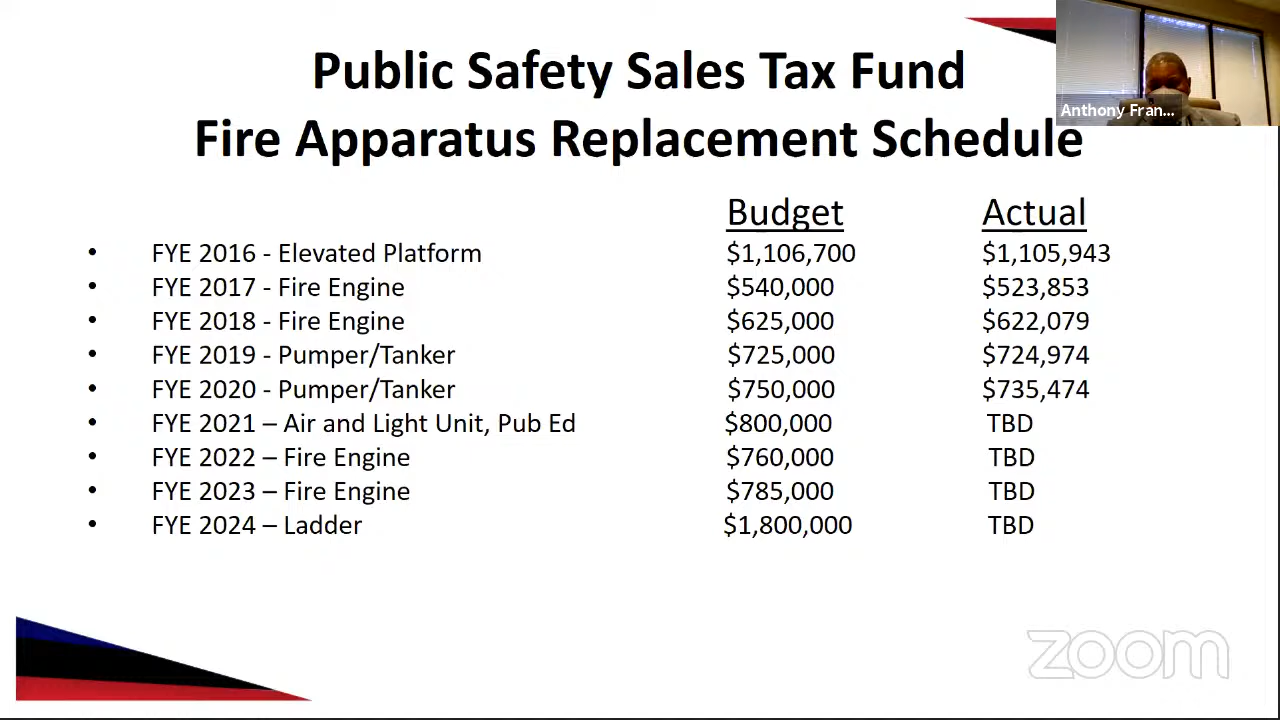 Public Safety Sales Tax Fund
Anthony Fran...
Fire Apparatus Replacement Schedule
Budget Actual
• FYE 2016 - Elevated Platform $1,106,700 $1,105,943
• FYE 2017 - Fire Engine $540,000 $523,853
• FYE 2018 - Fire Engine $625,000 $622,079
• FYE 2019 - Pumper/Tanker $725,000 $724,974
• FYE 2020 - Pumper/Tanker $750,000 $735,474
• FYE 2021 – Air and Light Unit, Pub Ed $800,000 TBD
• FYE 2022 – Fire Engine $760,000 TBD
• FYE 2023 – Fire Engine $785,000 TBD
• FYE 2024 – Ladder $1,800,000 TBD
zoom